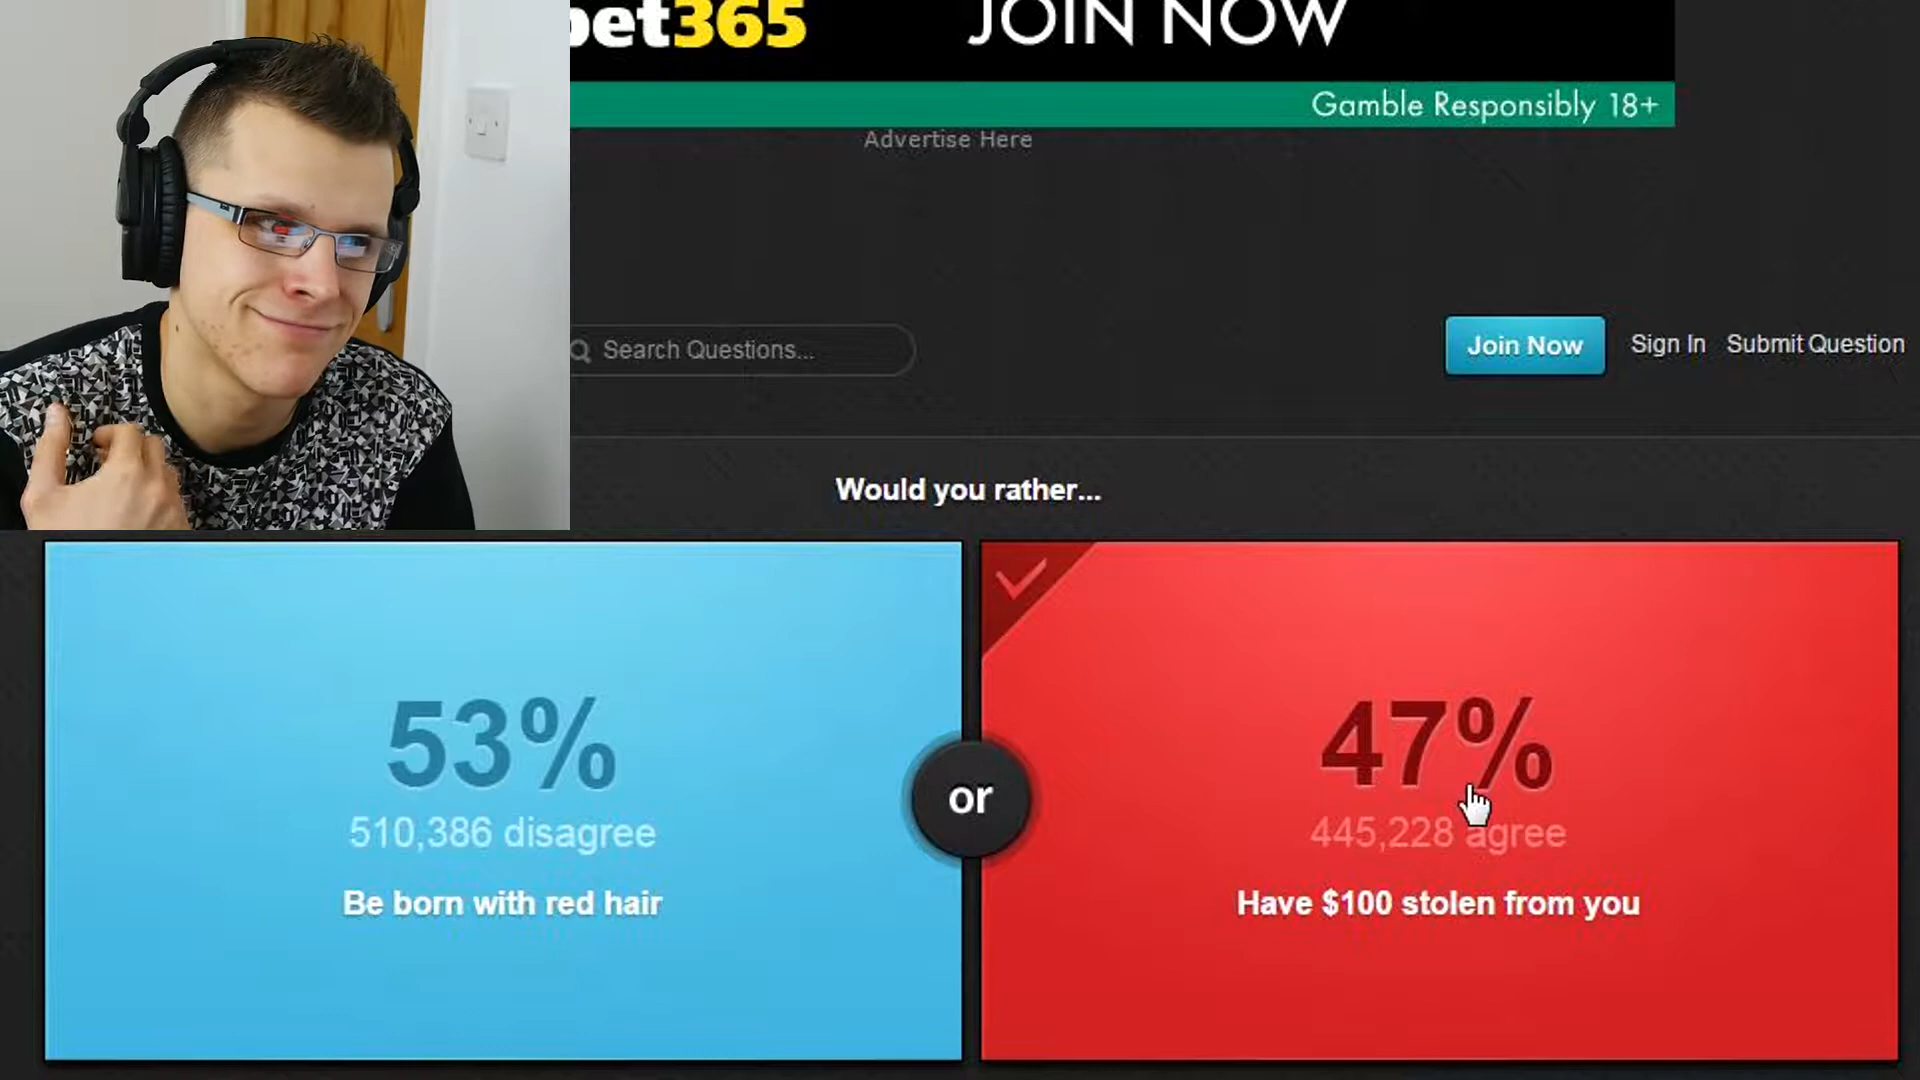 bet365
JOIN NOW
Gamble Responsibly 18+
Advertise Here
Search Questions...
Join Now
Sign In
Submit Question
Would you rather...
53%
510,386 disagree
Be born with red hair
or
47%
445,228 agree
Have $100 stolen from you